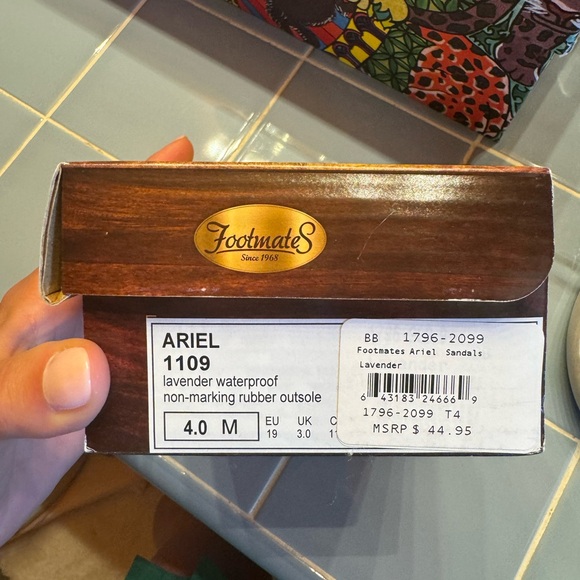 FootmateS
Since 1968
ARIEL
1109
lavender waterproof
non-marking rubber outsole
4.0 M
EU UK
19 3.0
BB 1796-2099
Footmates Ariel Sandals
Lavender
6 43183 24666 9
1796-2099 T4
MSRP $ 44.95